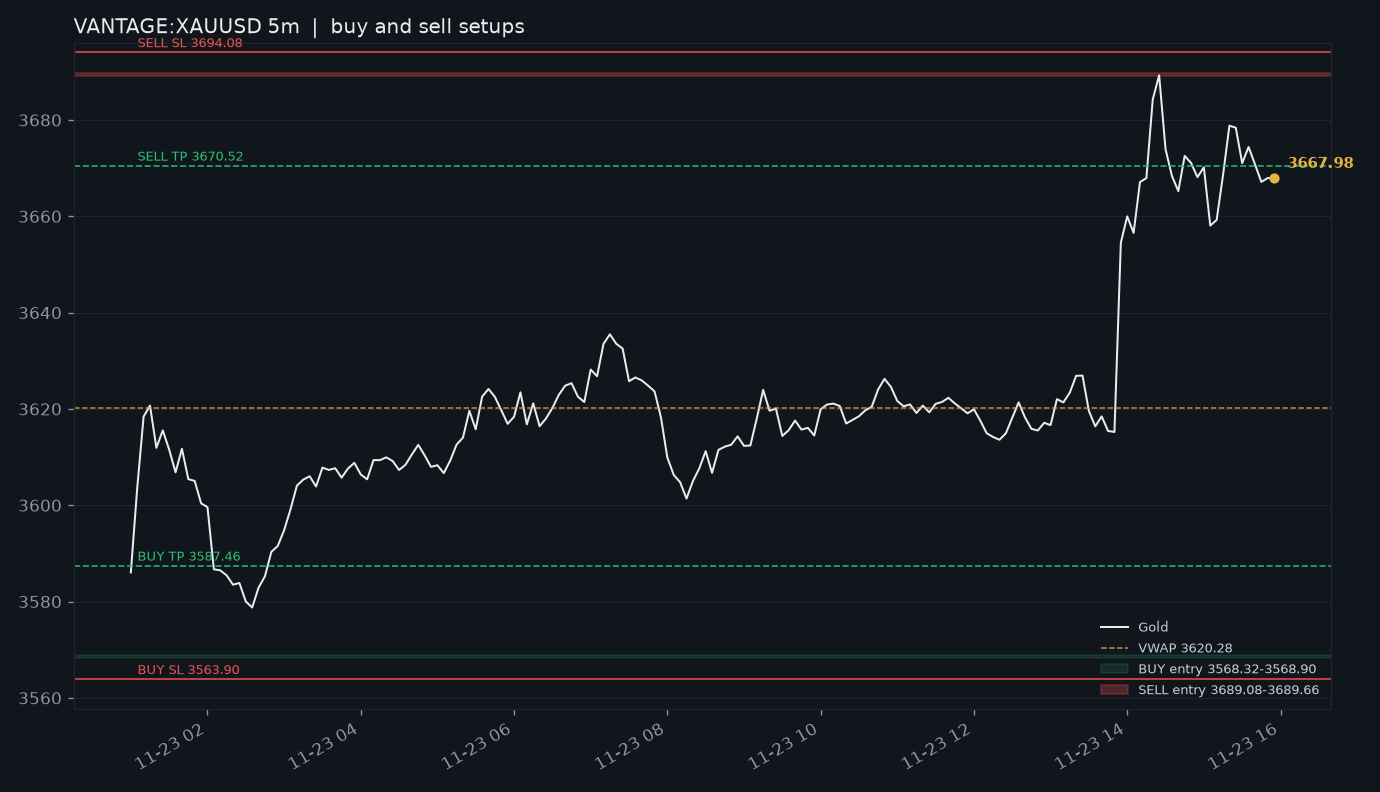 VANTAGE:XAUUSD 5m | buy and sell setups
SELL SL 3694.08
3680
SELL TP 3670.52
3667.98
3660
3640
3620
3600
BUY TP 3587.46
3580
Gold
VWAP 3620.28
BUY SL 3563.90
BUY entry 3568.32-3568.90
SELL entry 3689.08-3689.66
3560
11-23 02
11-23 04
11-23 06
11-23 08
11-23 10
11-23 12
11-23 14
11-23 16